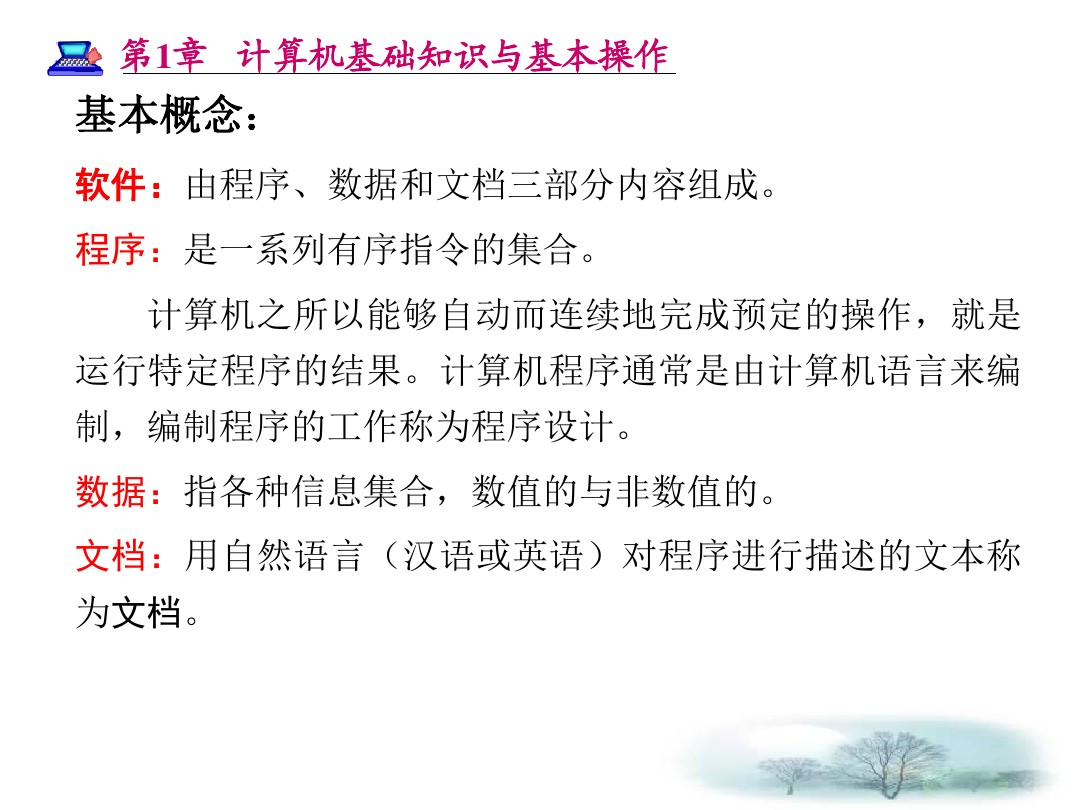 第1章 计算机基础知识与基本操作
基本概念：
软件：由程序、数据和文档三部分内容组成。
程序：是一系列有序指令的集合。
计算机之所以能够自动而连续地完成预定的操作，就是
运行特定程序的结果。计算机程序通常是由计算机语言来编
制，编制程序的工作称为程序设计。
数据：指各种信息集合，数值的与非数值的。
文档：用自然语言（汉语或英语）对程序进行描述的文本称
为文档。